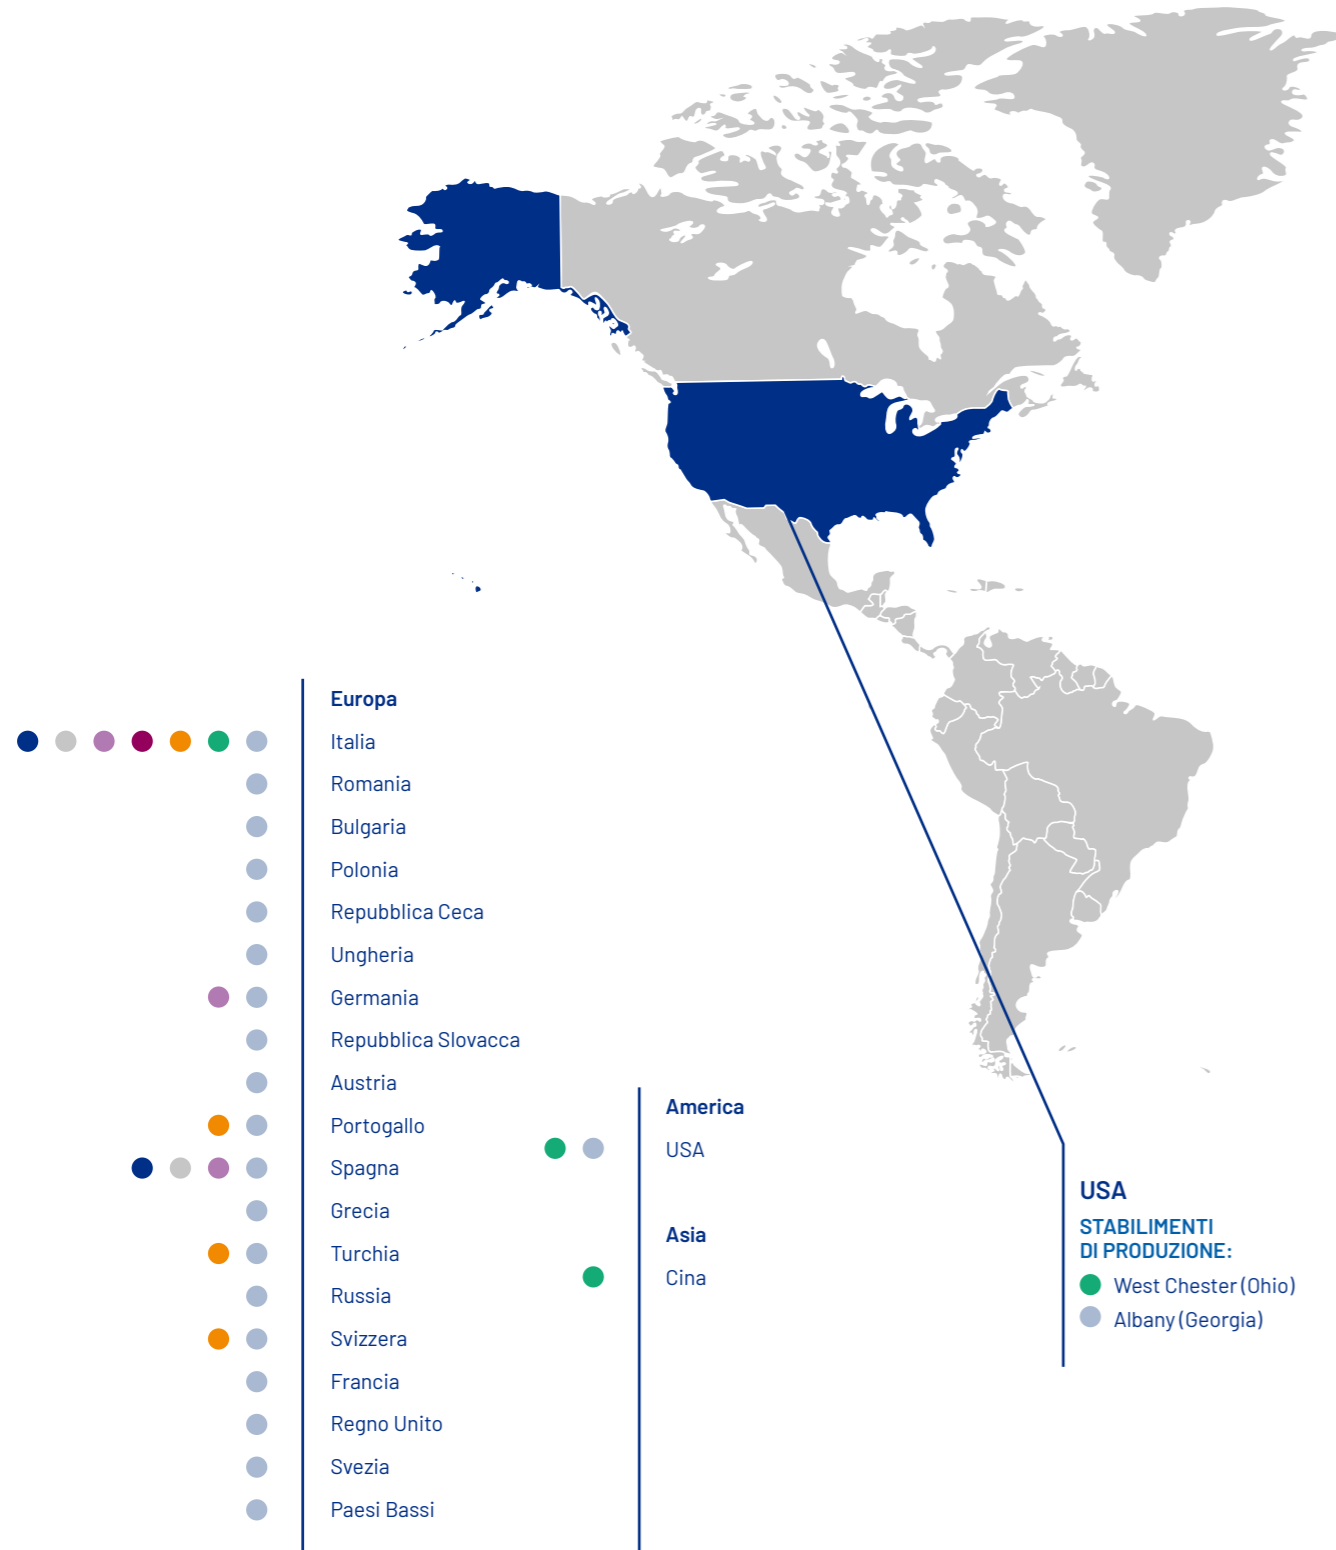 Europa
Italia
Romania
Bulgaria
Polonia
Repubblica Ceca
Ungheria
Germania
Repubblica Slovacca
Austria
Portogallo
Spagna
Grecia
Turchia
Russia
Svizzera
Francia
Regno Unito
Svezia
Paesi Bassi
America
USA
Asia
Cina
USA
STABILIMENTI
DI PRODUZIONE:
West Chester (Ohio)
Albany (Georgia)